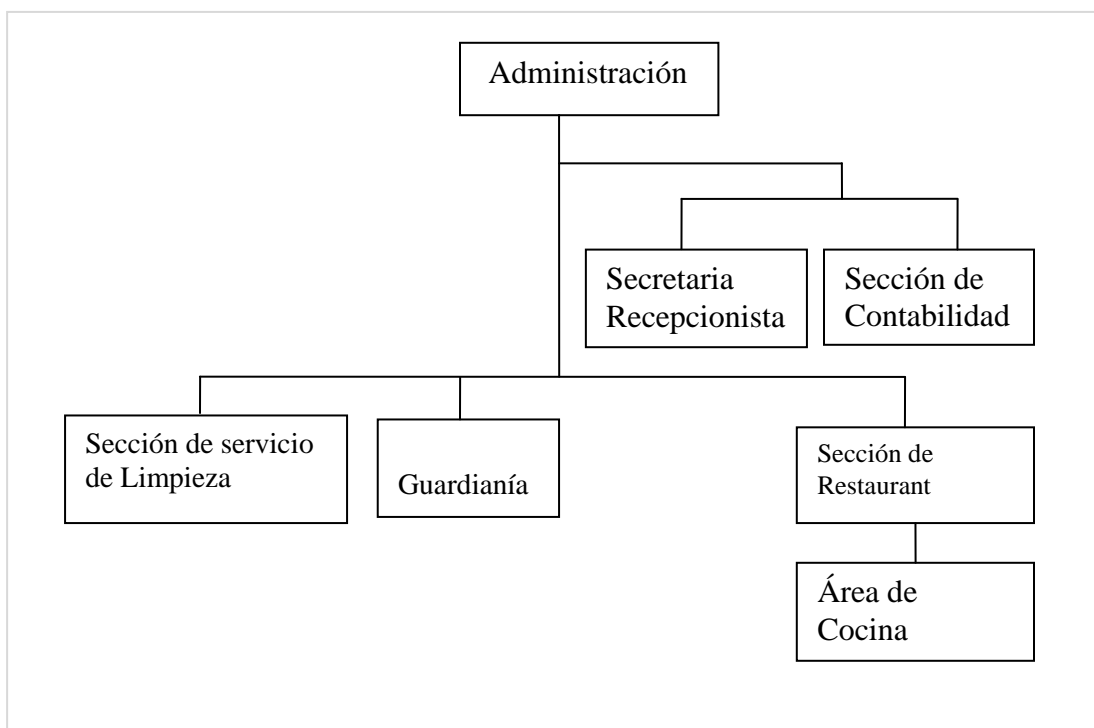 Administración
Secretaria
Recepcionista
Sección de
Contabilidad
Sección de servicio
de Limpieza
Guardianía
Sección de
Restaurant
Área de
Cocina